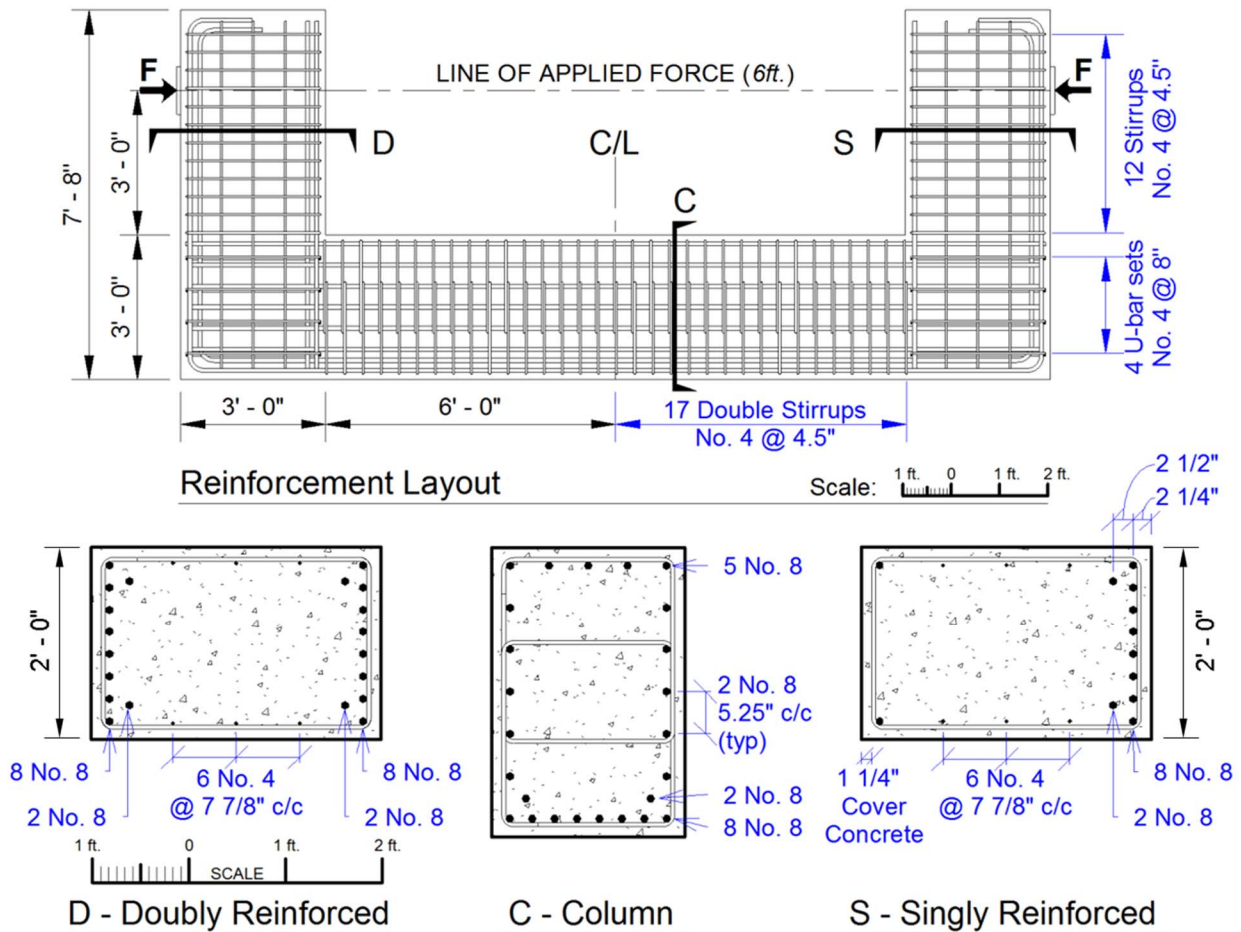 F
LINE OF APPLIED FORCE (6ft.)
F
D
C/L
S
C
7' - 8"
3' - 0"
3' - 0"
12 Stirrups
No. 4 @ 4.5"
4 U-bar sets
No. 4 @ 8"
3' - 0"
6' - 0"
17 Double Stirrups
No. 4 @ 4.5"
Reinforcement Layout
Scale:
1 ft.
0
1 ft.
2 ft.
2 1/2"
2 1/4"
2' - 0"
8 No. 8
2 No. 8
6 No. 4
@ 7 7/8" c/c
8 No. 8
2 No. 8
1 ft.
0
1 ft.
2 ft.
SCALE
D - Doubly Reinforced
5 No. 8
2 No. 8
5.25" c/c
(typ)
2 No. 8
8 No. 8
C - Column
2' - 0"
1 1/4"
Cover
Concrete
6 No. 4
@ 7 7/8" c/c
8 No. 8
2 No. 8
S - Singly Reinforced